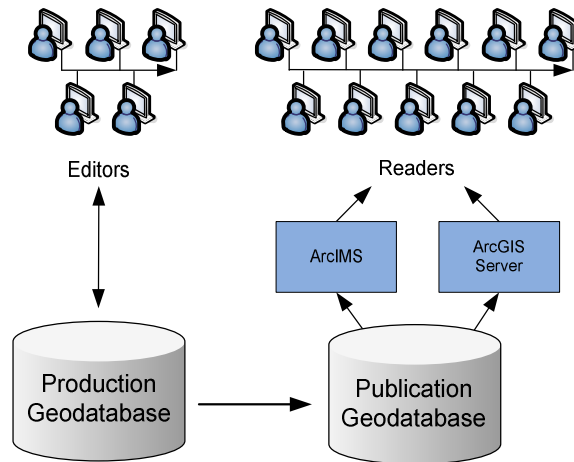 Editors
Readers
ArcIMS
ArcGIS
Server
Production
Geodatabase
Publication
Geodatabase